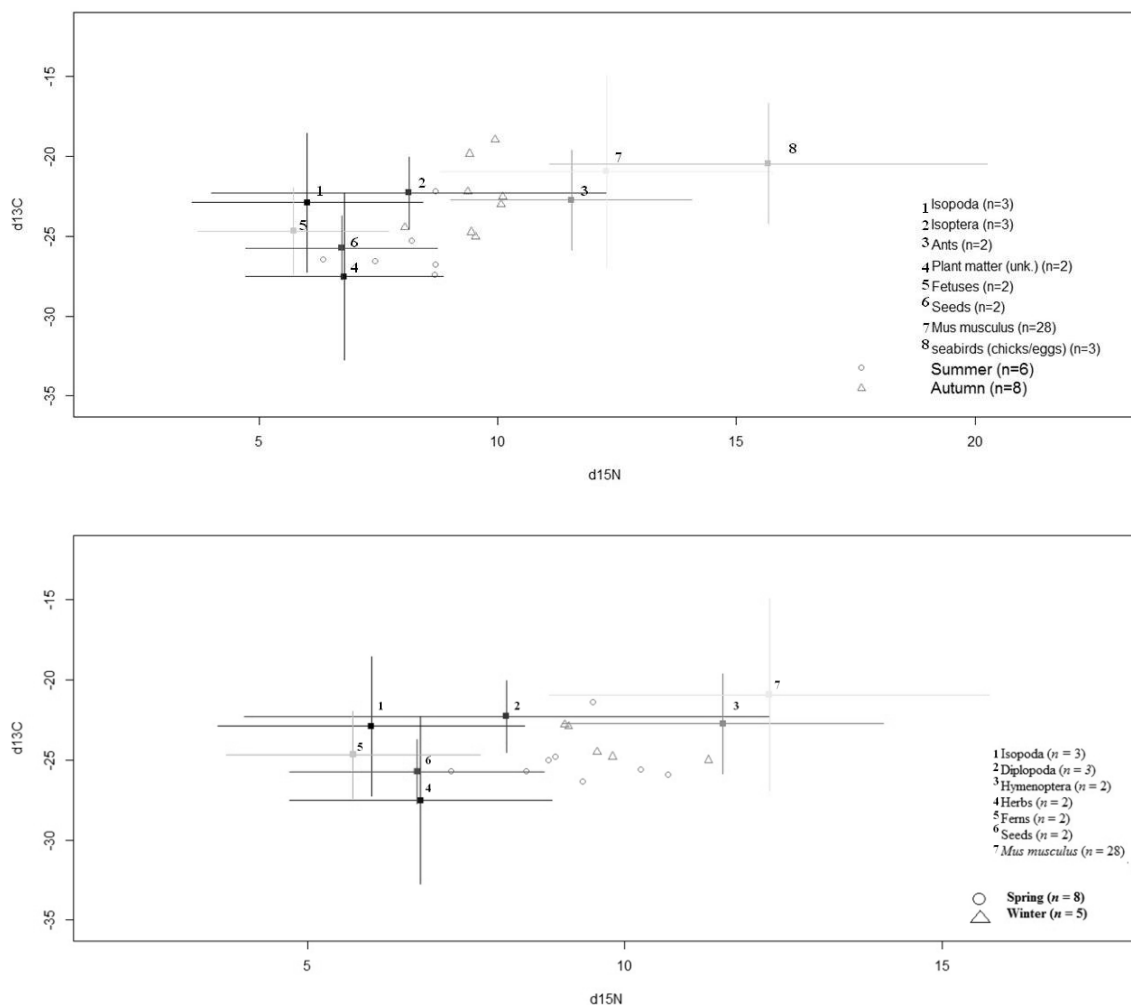 -15
-20
-25
-30
-35
d13C
1
2
3
4
5
6
7
8
1 Isopoda (n=3)
2 Isoptera (n=3)
3 Ants (n=2)
4 Plant matter (unk.) (n=2)
5 Fetuses (n=2)
6 Seeds (n=2)
7 Mus musculus (n=28)
8 seabirds (chicks/eggs) (n=3)
Summer (n=6)
Autumn (n=8)
5 10 15 20
d15N
-15
-20
-25
-30
-35
d13C
1
2
3
4
5
6
7
1 Isopoda (n = 3)
2 Diplopoda (n = 3)
3 Hymenoptera (n = 2)
4 Herbs (n = 2)
5 Ferns (n = 2)
6 Seeds (n = 2)
7 Mus musculus (n = 28)
Spring (n = 8)
Winter (n = 5)
5 10 15
d15N